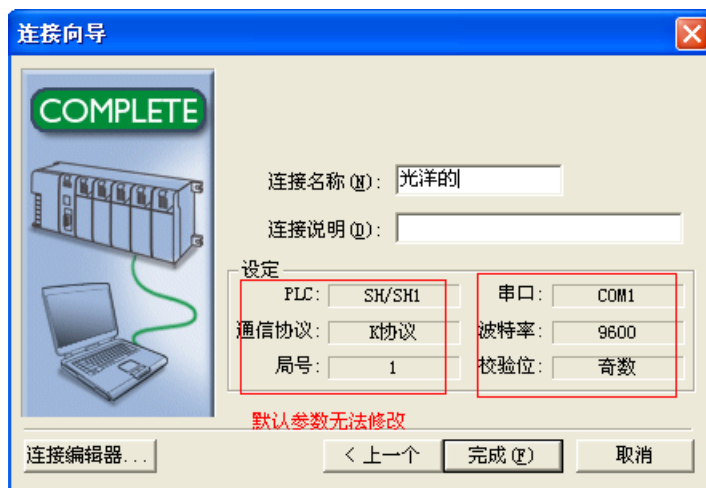 连接向导
COMPLETE
连接名称(N): 光洋的
连接说明(D):
设定
PLC: SH/SH1 串口: COM1
通信协议: K协议 波特率: 9600
局号: 1 校验位: 奇数
默认参数无法修改
连接编辑器... < 上一个 完成(F) 取消